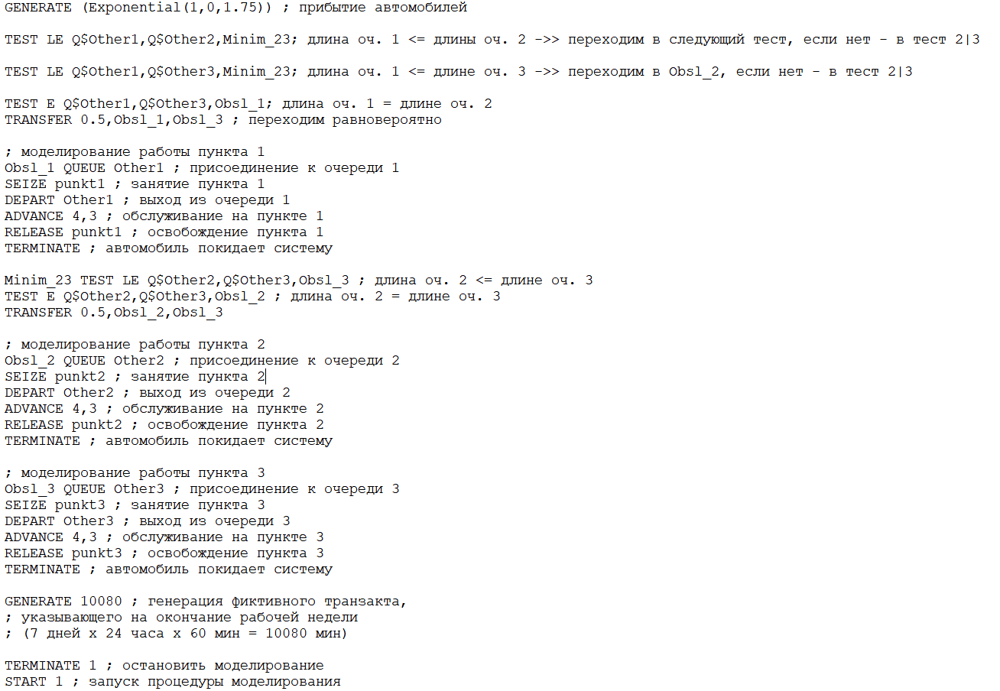 GENERATE (Exponential(1,0,1.75)) ; прибытие автомобилей
TEST LE Q$Other1,Q$Other2,Minim_23; длина оч. 1 <= длины оч. 2 ->> переходим в следующий тест, если нет - в тест 2|3
TEST LE Q$Other1,Q$Other3,Minim_23; длина оч. 1 <= длине оч. 3 ->> переходим в Obsl_2, если нет - в тест 2|3
TEST E Q$Other1,Q$Other3,Obsl_1; длина оч. 1 = длине оч. 2
TRANSFER 0.5,Obsl_1,Obsl_3 ; переходим равновероятно
; моделирование работы пункта 1
Obsl_1 QUEUE Other1 ; присоединение к очереди 1
SEIZE punkt1 ; занятие пункта 1
DEPART Other1 ; выход из очереди 1
ADVANCE 4,3 ; обслуживание на пункте 1
RELEASE punkt1 ; освобождение пункта 1
TERMINATE ; автомобиль покидает систему
Minim_23 TEST LE Q$Other2,Q$Other3,Obsl_3 ; длина оч. 2 <= длине оч. 3
TEST E Q$Other2,Q$Other3,Obsl_2 ; длина оч. 2 = длине оч. 3
TRANSFER 0.5,Obsl_2,Obsl_3
; моделирование работы пункта 2
Obsl_2 QUEUE Other2 ; присоединение к очереди 2
SEIZE punkt2 ; занятие пункта 2
DEPART Other2 ; выход из очереди 2
ADVANCE 4,3 ; обслуживание на пункте 2
RELEASE punkt2 ; освобождение пункта 2
TERMINATE ; автомобиль покидает систему
; моделирование работы пункта 3
Obsl_3 QUEUE Other3 ; присоединение к очереди 3
SEIZE punkt3 ; занятие пункта 3
DEPART Other3 ; выход из очереди 3
ADVANCE 4,3 ; обслуживание на пункте 3
RELEASE punkt3 ; освобождение пункта 3
TERMINATE ; автомобиль покидает систему
GENERATE 10080 ; генерация фиктивного транзакта,
; указывающего на окончание рабочей недели
; (7 дней х 24 часа х 60 мин = 10080 мин)
TERMINATE 1 ; остановить моделирование
START 1 ; запуск процедуры моделирования